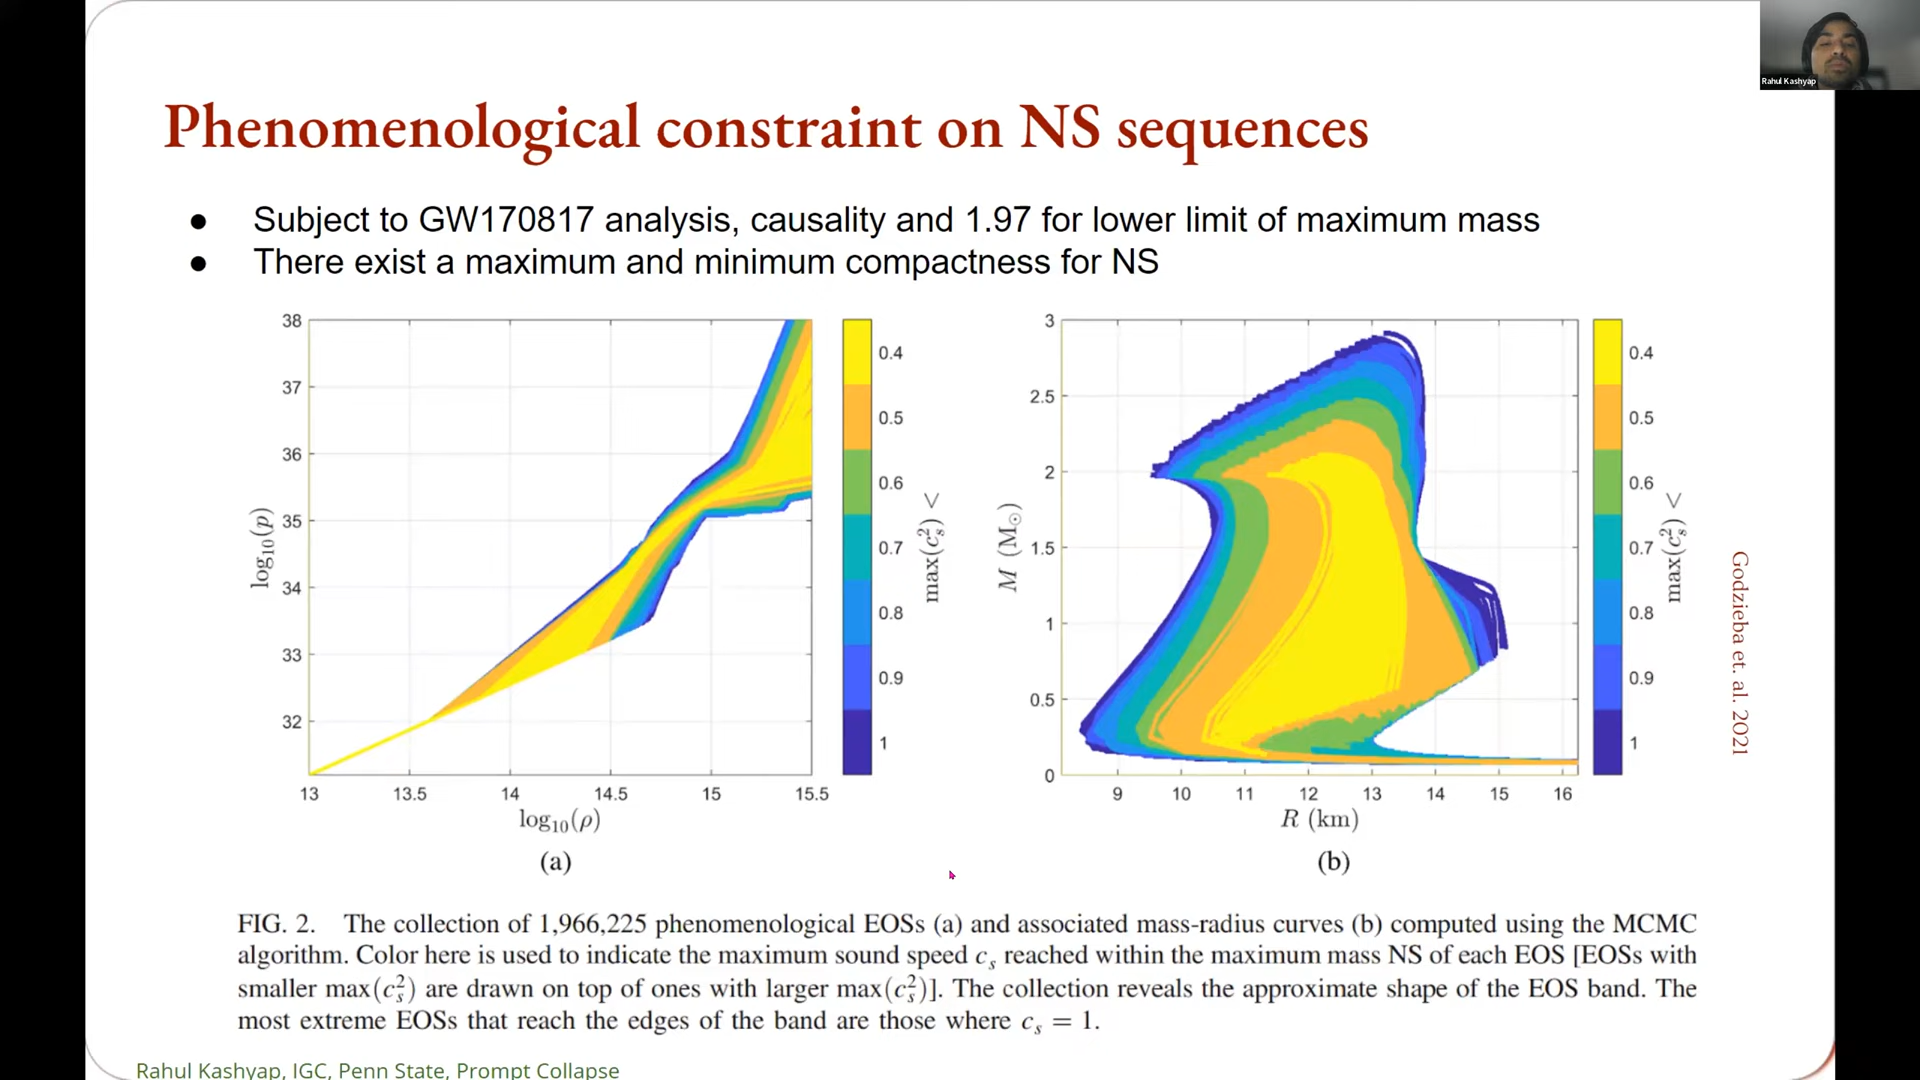 Rahul Kashyap
Phenomenological constraint on NS sequences
● Subject to GW170817 analysis, causality and 1.97 for lower limit of maximum mass
● There exist a maximum and minimum compactness for NS
38
37
36
35
34
33
32
log₁₀(p)
13 13.5 14 14.5 15 15.5
log₁₀(ρ)
(a)
0.4
0.5
0.6
0.7
0.8
0.9
1
max(c_s²) <
3
2.5
2
1.5
1
0.5
0
M (M⊙)
9 10 11 12 13 14 15 16
R (km)
(b)
0.4
0.5
0.6
0.7
0.8
0.9
1
max(c_s²) <
Godzieba et. al. 2021
FIG. 2. The collection of 1,966,225 phenomenological EOSs (a) and associated mass-radius curves (b) computed using the MCMC
algorithm. Color here is used to indicate the maximum sound speed c_s reached within the maximum mass NS of each EOS [EOSs with
smaller max(c_s²) are drawn on top of ones with larger max(c_s²)]. The collection reveals the approximate shape of the EOS band. The
most extreme EOSs that reach the edges of the band are those where c_s = 1.
Rahul Kashyap, IGC, Penn State, Prompt Collapse